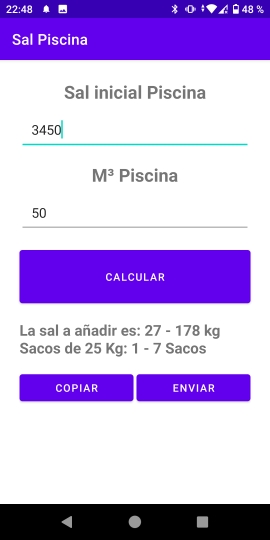 22:48 48 %
Sal Piscina
Sal inicial Piscina
3450
M³ Piscina
50
CALCULAR
La sal a añadir es: 27 - 178 kg
Sacos de 25 Kg: 1 - 7 Sacos
COPIAR ENVIAR